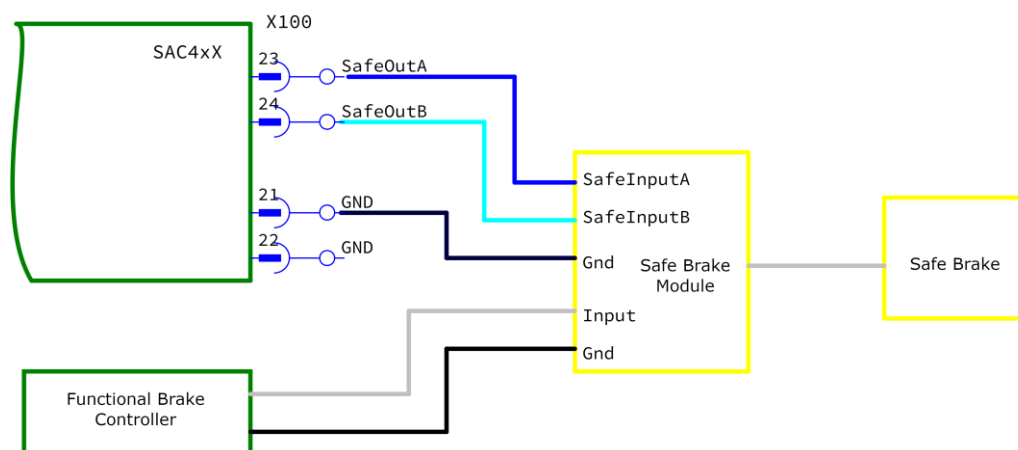 X100
SAC4xX
23
SafeOutA
24
SafeOutB
21
GND
22
GND
SafeInputA
SafeInputB
Gnd
Safe Brake
Module
Input
Gnd
Safe Brake
Functional Brake
Controller